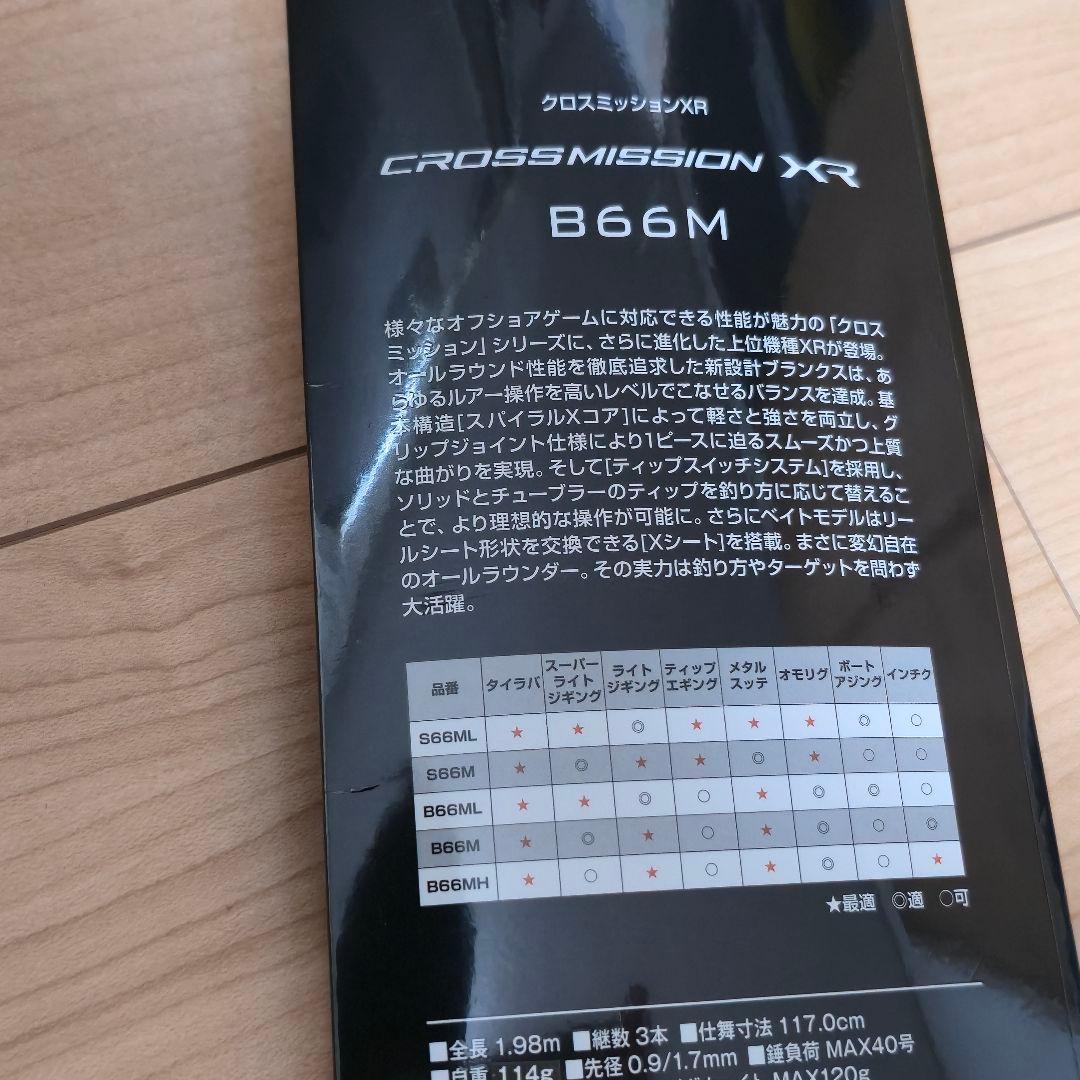 クロスミッションXR
CROSSMISSION XR
B66M
様々なオフショアゲームに対応できる性能が魅力の「クロス
ミッション」シリーズに、さらに進化した上位機種XRが登場。
オールラウンド性能を徹底追求した新設計ブランクスは、あ
らゆるルアー操作を高いレベルでこなせるバランスを達成。基
本構造[スパイラルXコア]によって軽さと強さを両立し、グ
リップジョイント仕様により1ピースに迫るスムーズかつ上質
な曲がりを実現。そして[ティップスイッチシステム]を採用し、
ソリッドとチューブラーのティップを釣り方に応じて替えるこ
とで、より理想的な操作が可能に。さらにベイトモデルはリー
ルシート形状を交換できる[Xシート]を搭載。まさに変幻自在
のオールラウンダー。その実力は釣り方やターゲットを問わず
大活躍。
品番 タイラバ スーパーライトジギング ライトジギング ティップエギング メタルスッテ オモリグ ボートアジング インチク
S66ML ★ ★ ◎ ★ ★ ★ ◎ ○
S66M ★ ◎ ★ ★ ◎ ★ ○ ○
B66ML ★ ★ ◎ ○ ★ ◎ ◎ ○
B66M ★ ◎ ★ ○ ★ ◎ ○ ◎
B66MH ★ ○ ★ ○ ★ ◎ ○ ★
★最適 ◎適 ○可
■全長 1.98m ■継数 3本 ■仕舞寸法 117.0cm
■自重 114g ■先径 0.9/1.7mm ■錘負荷 MAX40号
MAX120g